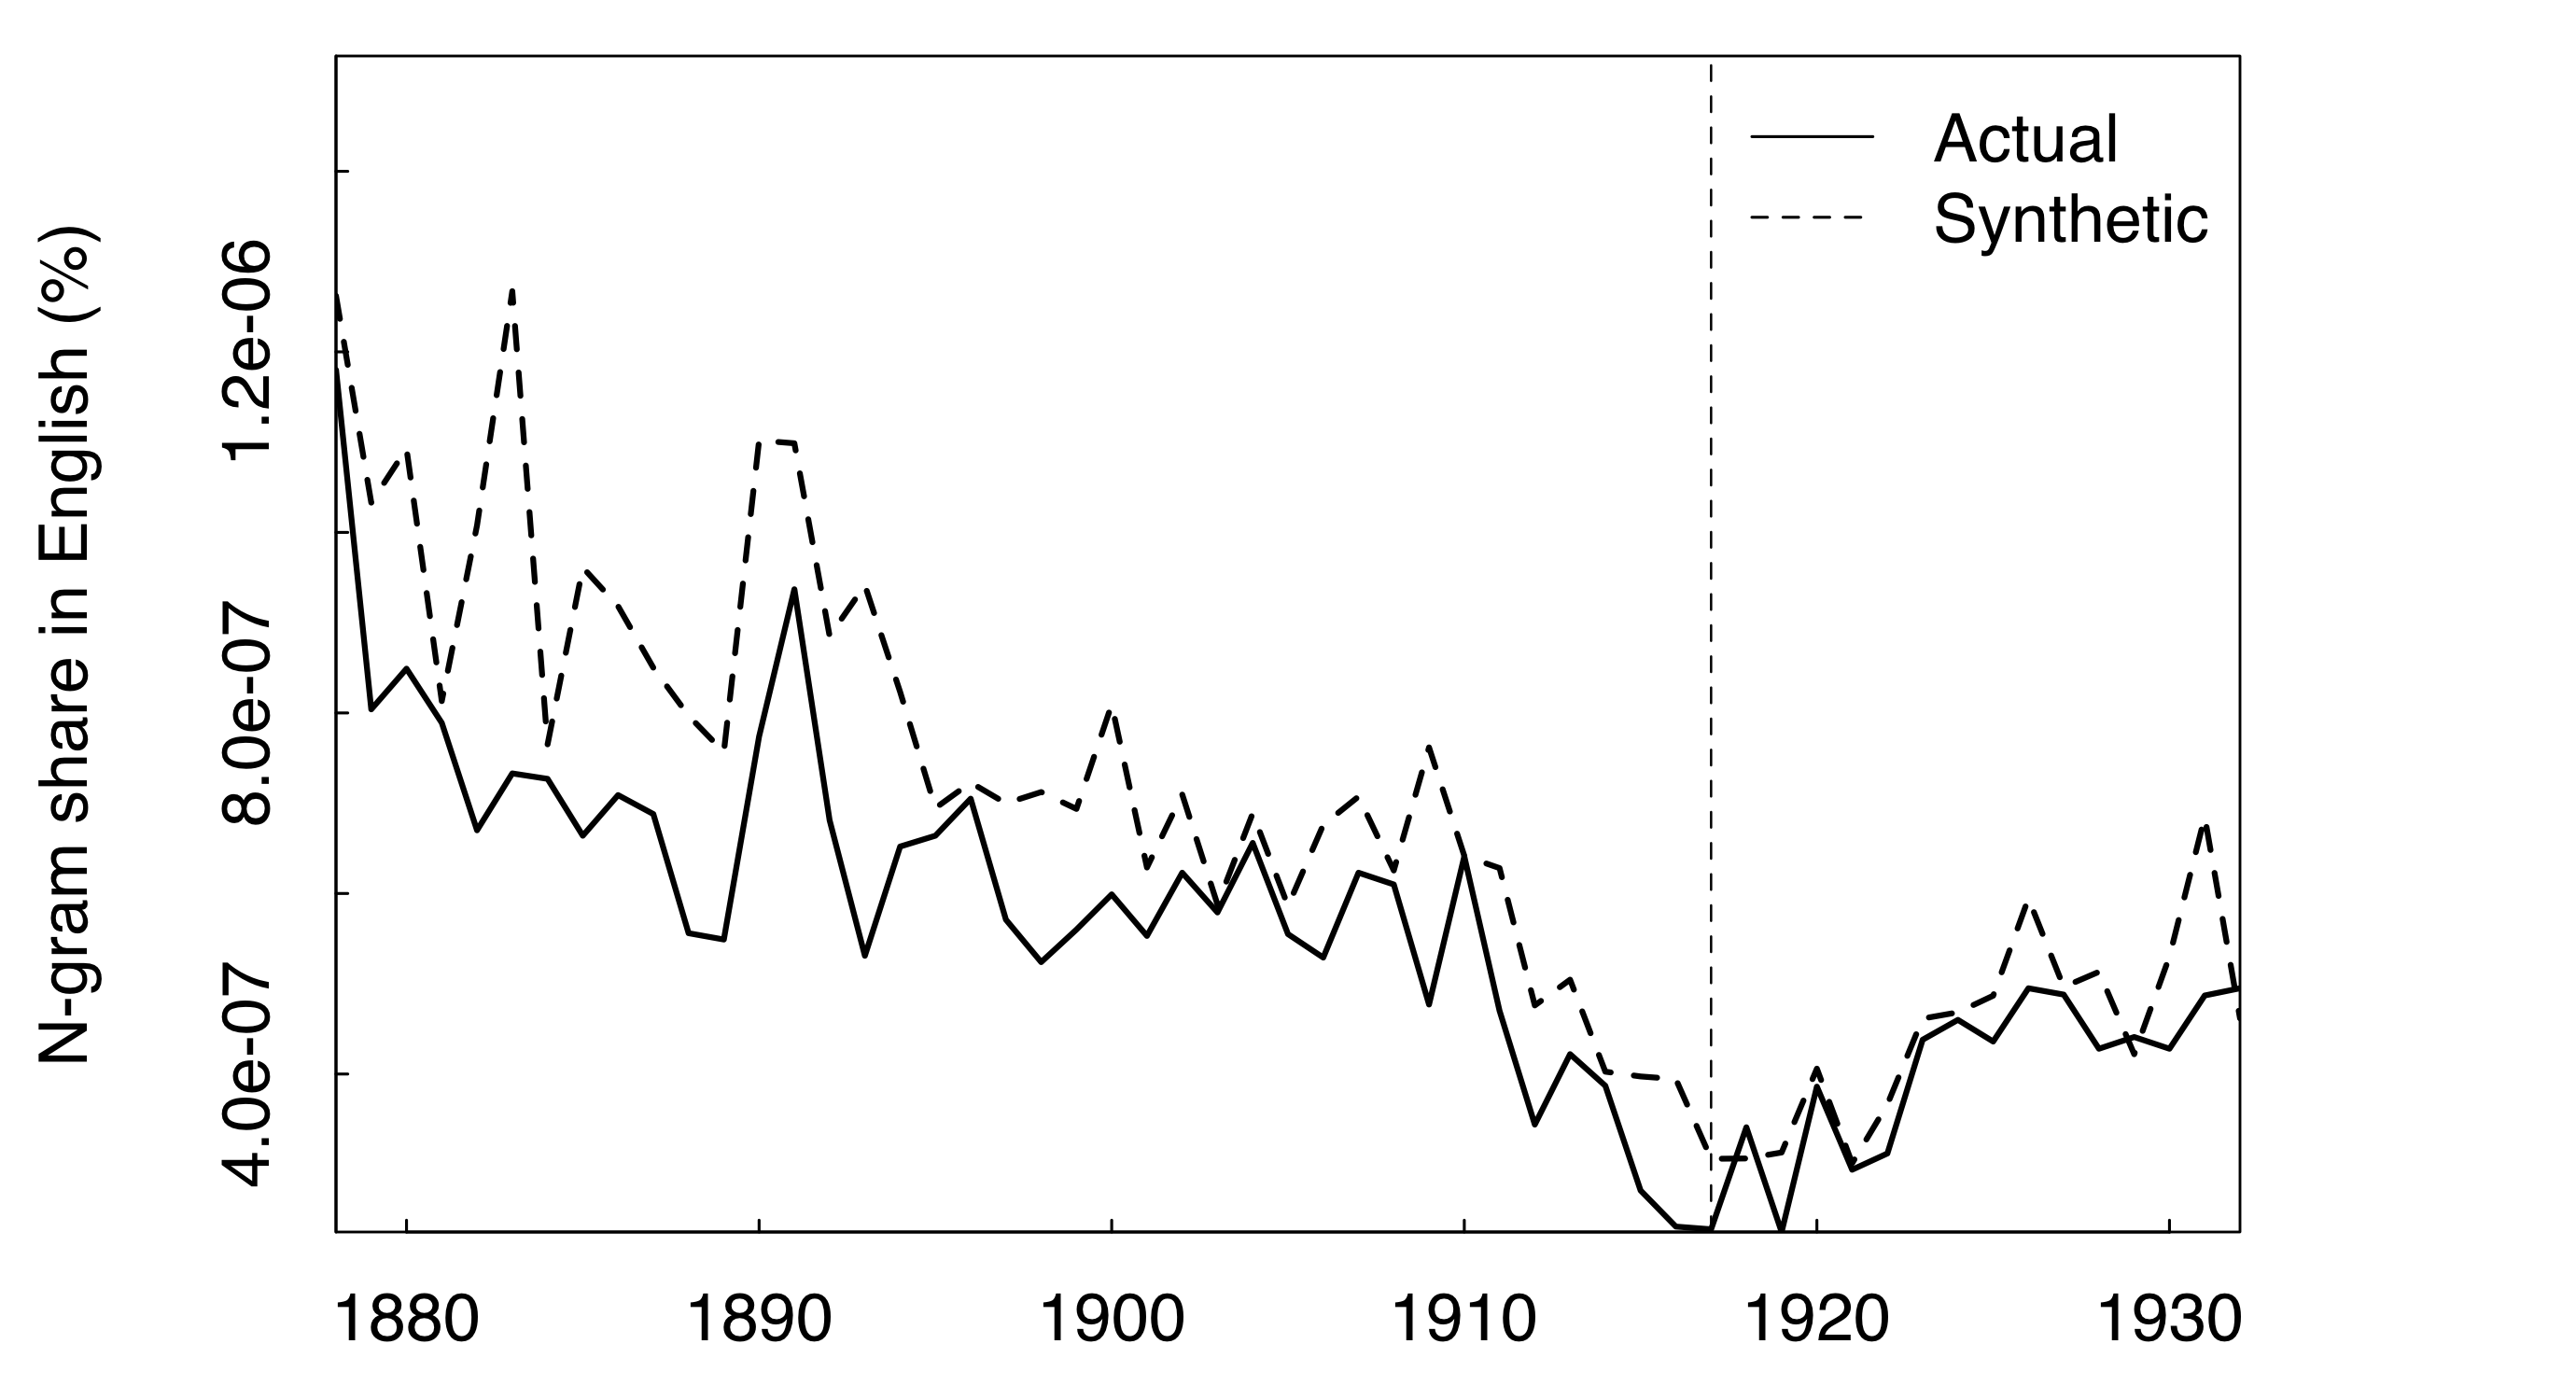 N-gram share in English (%)
1.2e-06
8.0e-07
4.0e-07
Actual
Synthetic
1880 1890 1900 1910 1920 1930